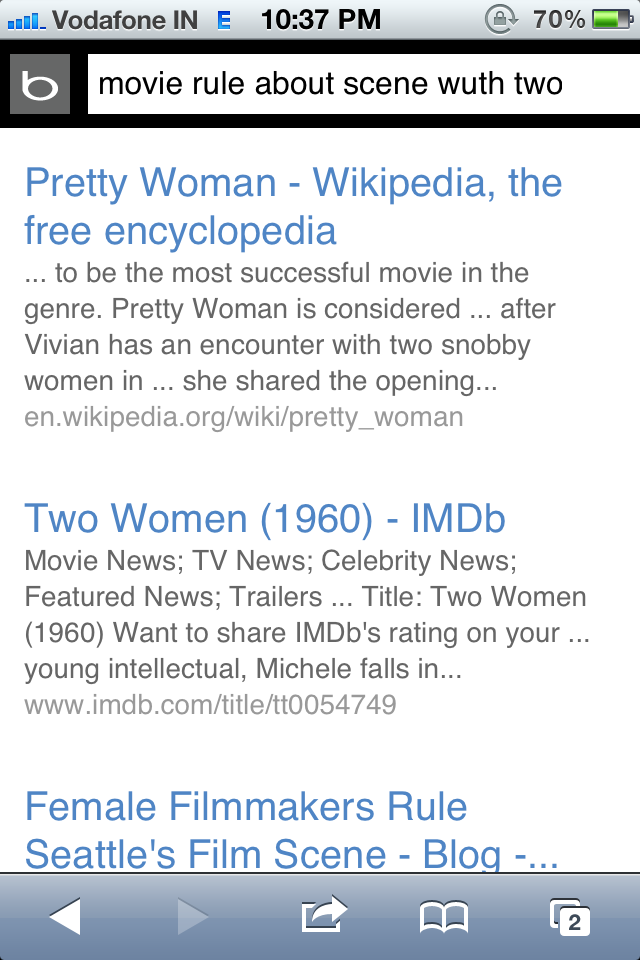 Vodafone IN E 10:37 PM 70%
b movie rule about scene wuth two
Pretty Woman - Wikipedia, the
free encyclopedia
... to be the most successful movie in the
genre. Pretty Woman is considered ... after
Vivian has an encounter with two snobby
women in ... she shared the opening...
en.wikipedia.org/wiki/pretty_woman
Two Women (1960) - IMDb
Movie News; TV News; Celebrity News;
Featured News; Trailers ... Title: Two Women
(1960) Want to share IMDb's rating on your ...
young intellectual, Michele falls in...
www.imdb.com/title/tt0054749
Female Filmmakers Rule
Seattle's Film Scene - Blog -...
2